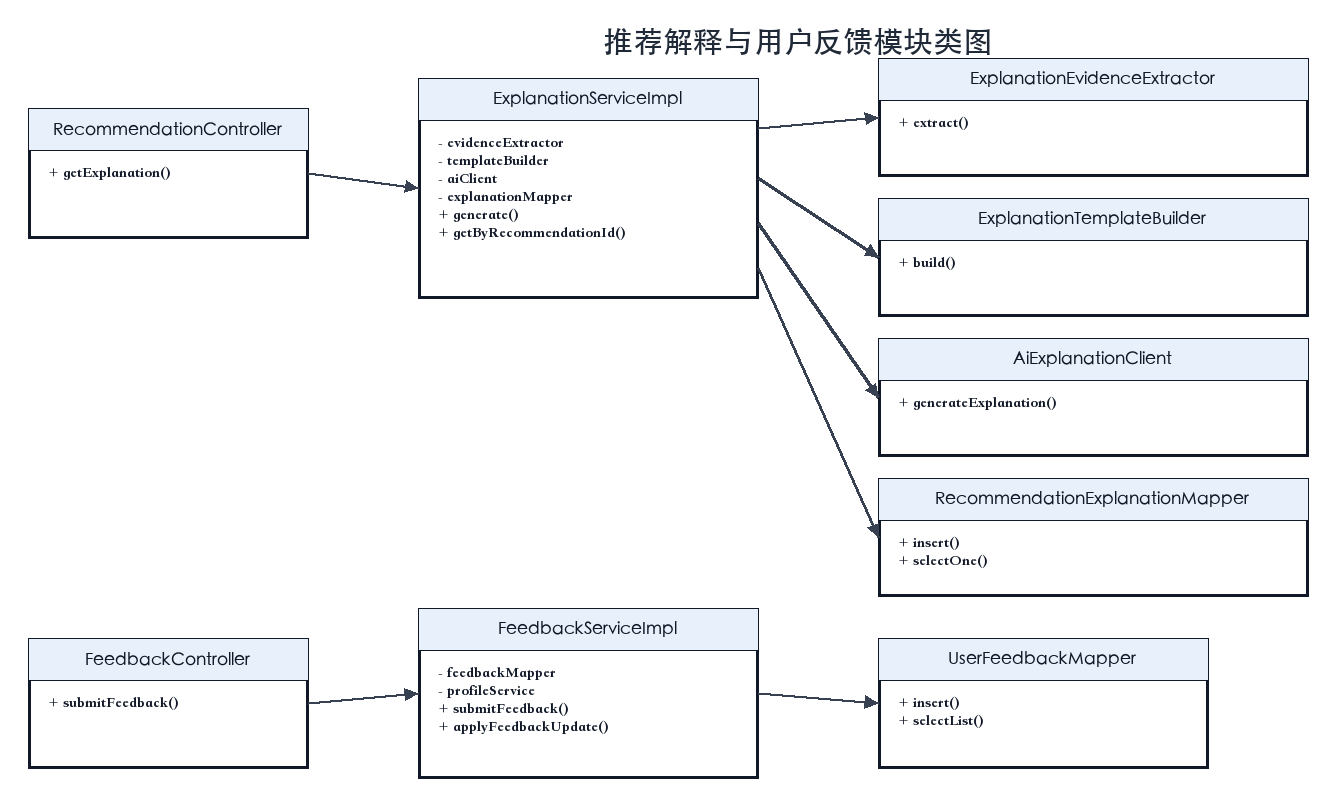 推荐解释与用户反馈模块类图
RecommendationController
+ getExplanation()
ExplanationServiceImpl
- evidenceExtractor
- templateBuilder
- aiClient
- explanationMapper
+ generate()
+ getByRecommendationId()
ExplanationEvidenceExtractor
+ extract()
ExplanationTemplateBuilder
+ build()
AiExplanationClient
+ generateExplanation()
RecommendationExplanationMapper
+ insert()
+ selectOne()
FeedbackController
+ submitFeedback()
FeedbackServiceImpl
- feedbackMapper
- profileService
+ submitFeedback()
+ applyFeedbackUpdate()
UserFeedbackMapper
+ insert()
+ selectList()